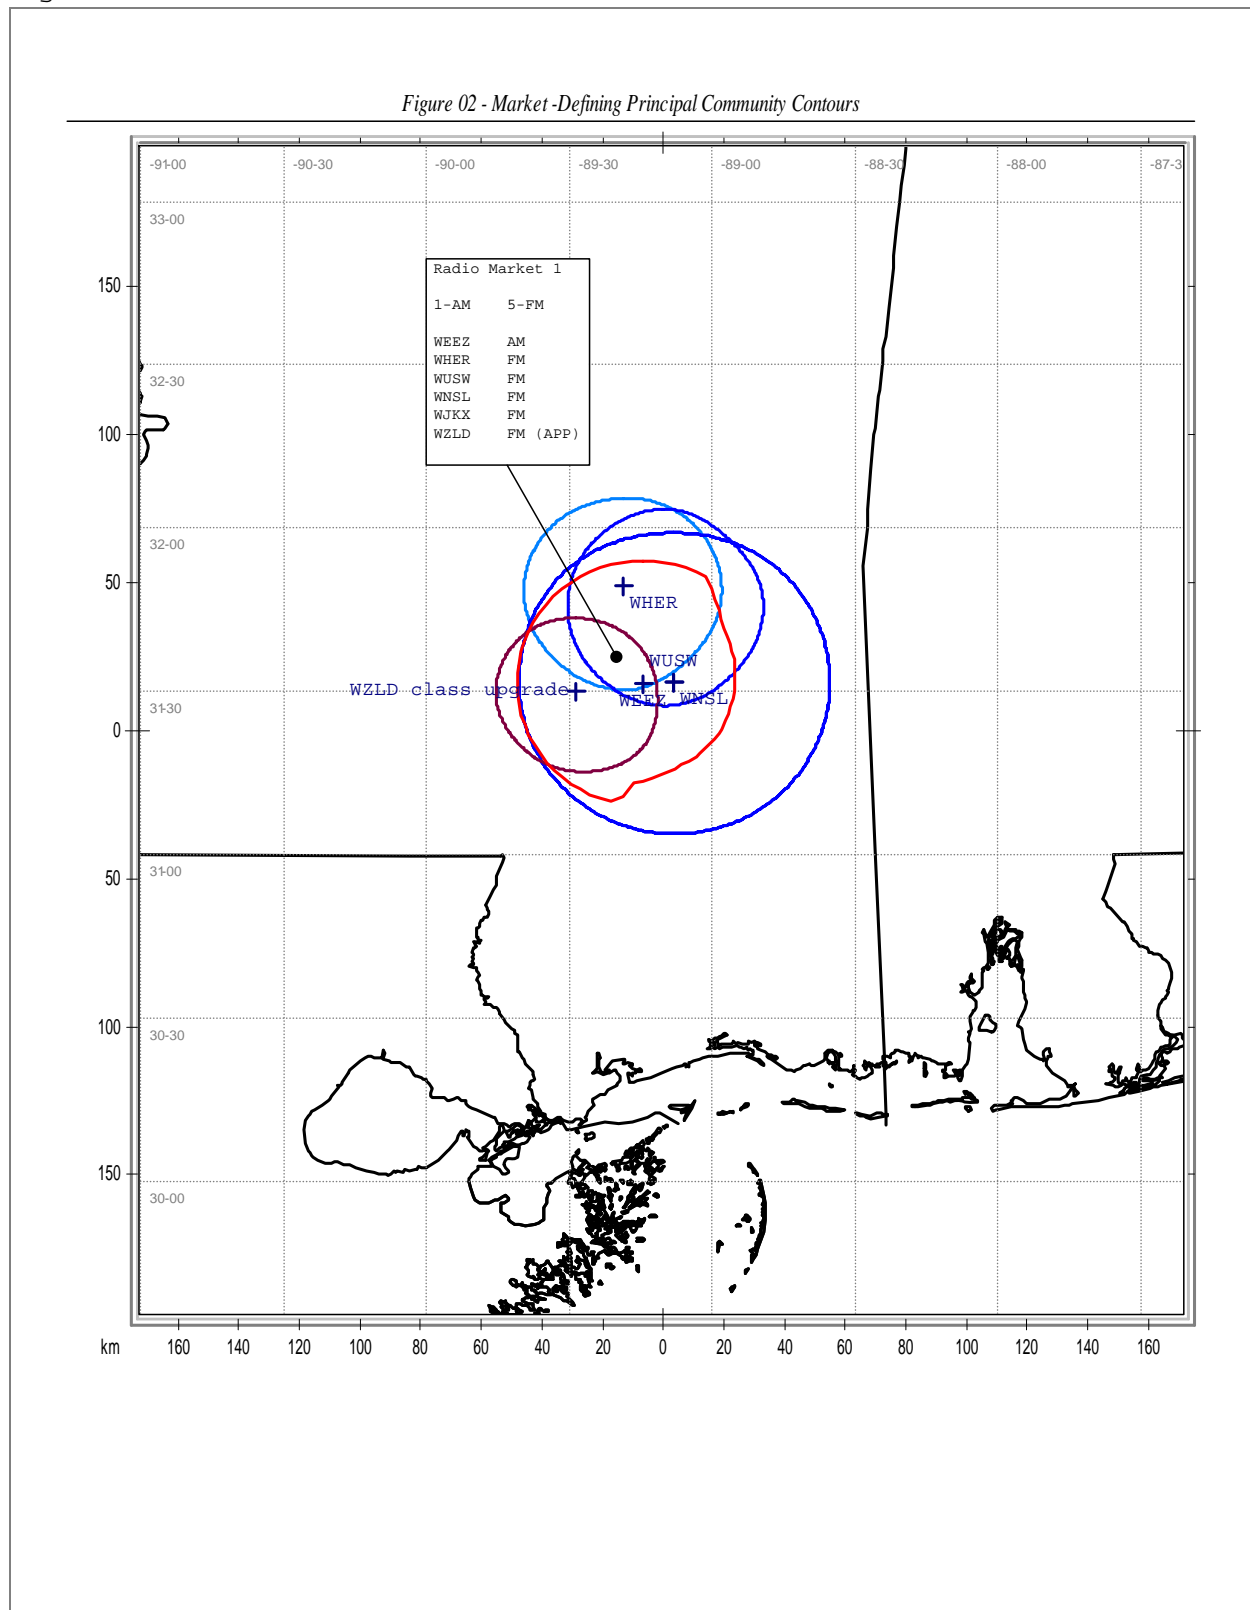 Figure 02 - Market -Defining Principal Community Contours
-91-00 -90-30 -90-00 -89-30 -89-00 -88-30 -88-00 -87-3
33-00
Radio Market 1
1-AM 5-FM
WEEZ AM
WHER FM
WUSW FM
WNSL FM
WJKX FM
WZLD FM (APP)
150
32-30
100
32-00
50
WHER
WUSW
WZLD class upgrade
WEEZ WNSL
31-30
0
31-00
50
100
30-30
150
30-00
km 160 140 120 100 80 60 40 20 0 20 40 60 80 100 120 140 160